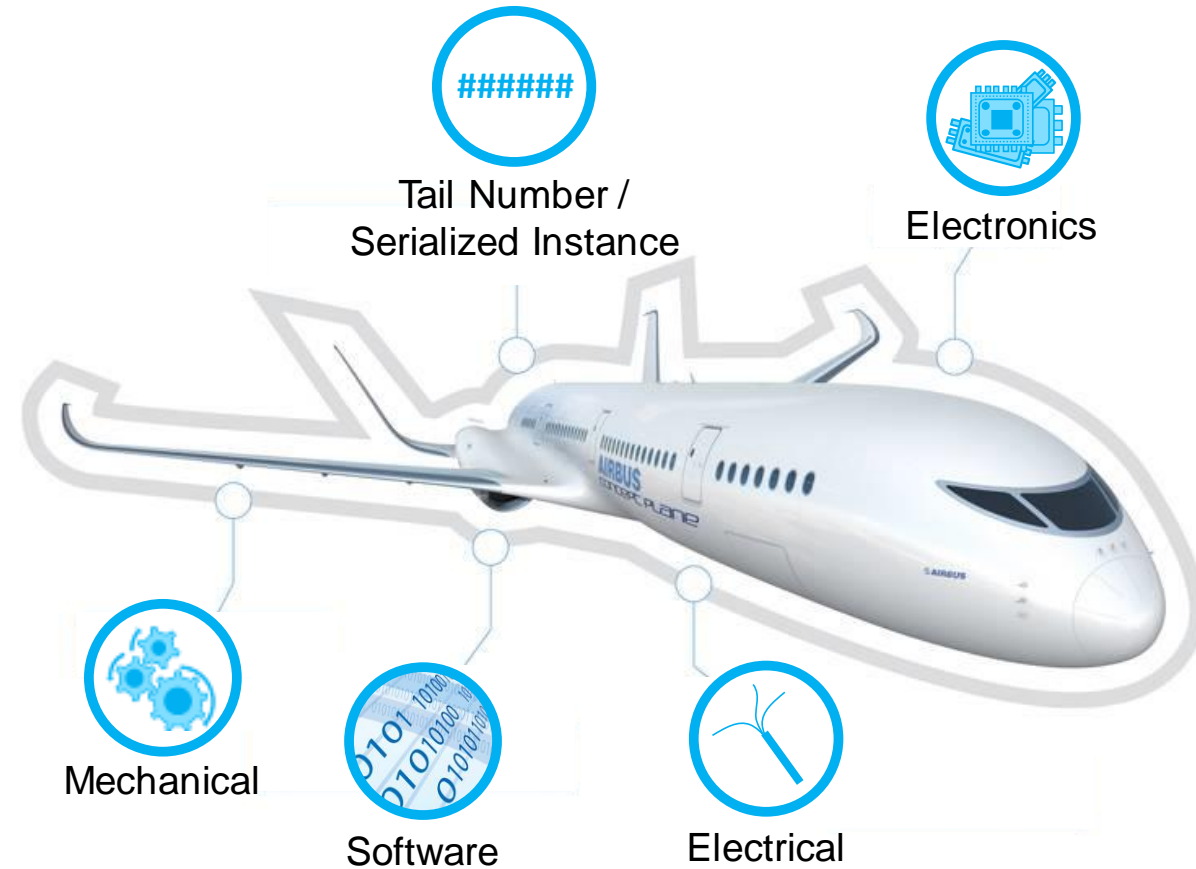 ######
Tail Number /
Serialized Instance
Electronics
AIRBUS
CONCEPT PLANE
AIRBUS
Mechanical
Software
Electrical